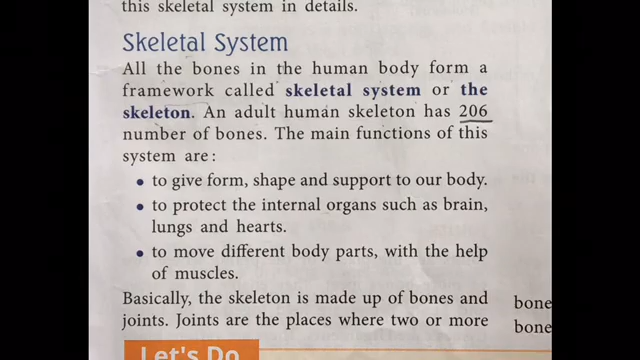 this skeletal system in details.
Skeletal System
All the bones in the human body form a
framework called skeletal system or the
skeleton. An adult human skeleton has 206
number of bones. The main functions of this
system are:
• to give form, shape and support to our body.
• to protect the internal organs such as brain,
lungs and hearts.
• to move different body parts, with the help
of muscles.
Basically, the skeleton is made up of bones and
joints. Joints are the places where two or more
bone
bone
Let's Do